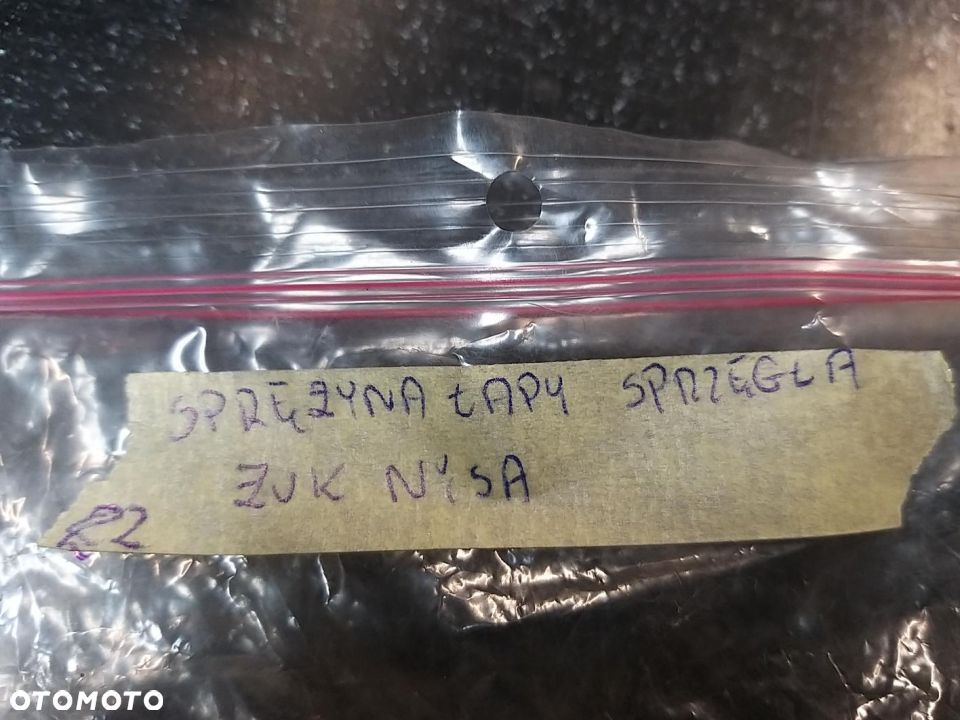 SPRĘŻYNA ŁAPY SPRZĘGŁA
ŻUK NYSA
R2
OTOMOTO